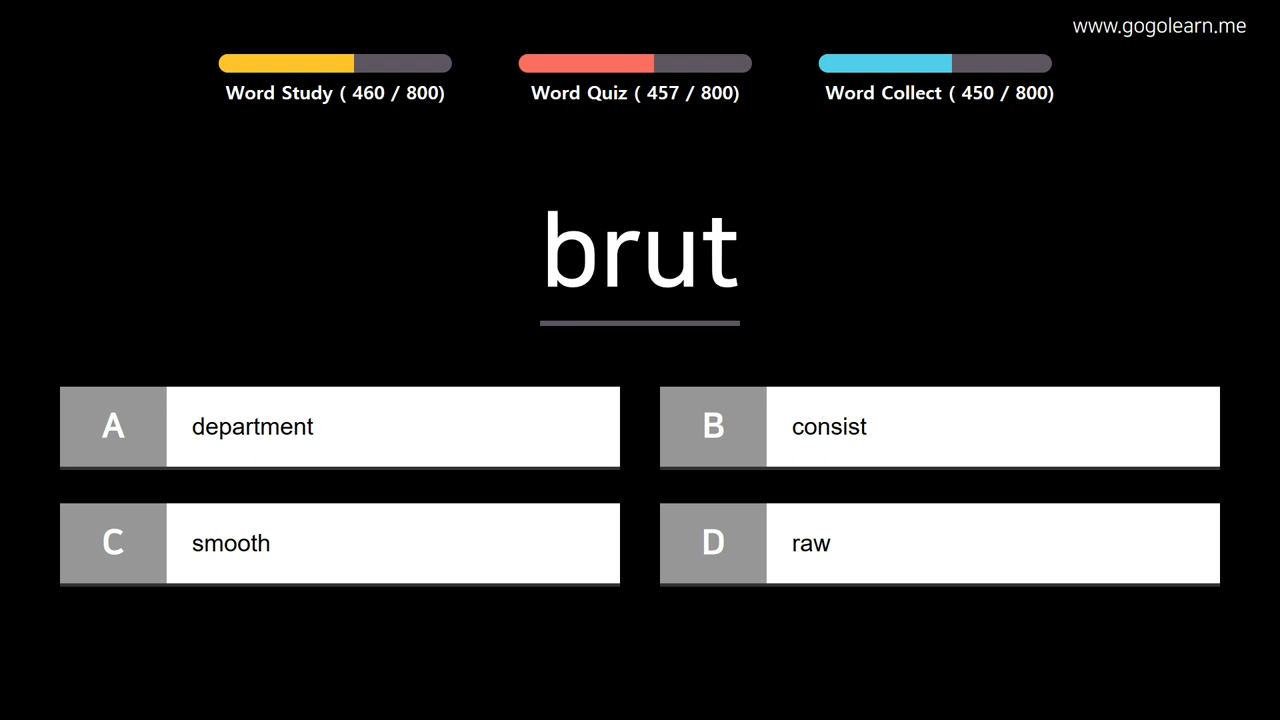 www.gogolearn.me
Word Study ( 460 / 800)
Word Quiz ( 457 / 800)
Word Collect ( 450 / 800)
brut
A department
B consist
C smooth
D raw